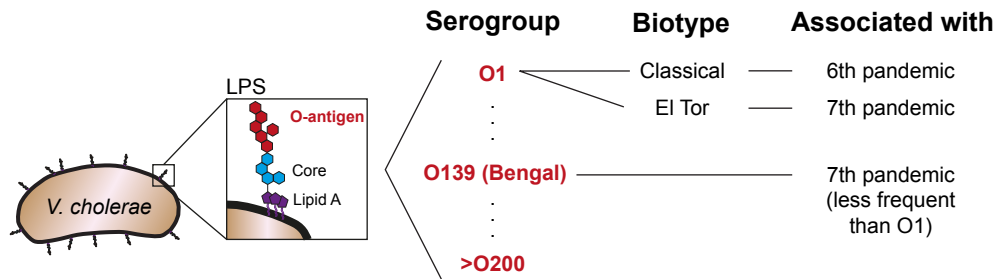 Serogroup Biotype Associated with
LPS
O-antigen
Core
Lipid A
V. cholerae
O1 Classical 6th pandemic
El Tor 7th pandemic
O139 (Bengal) 7th pandemic
(less frequent
than O1)
>O200